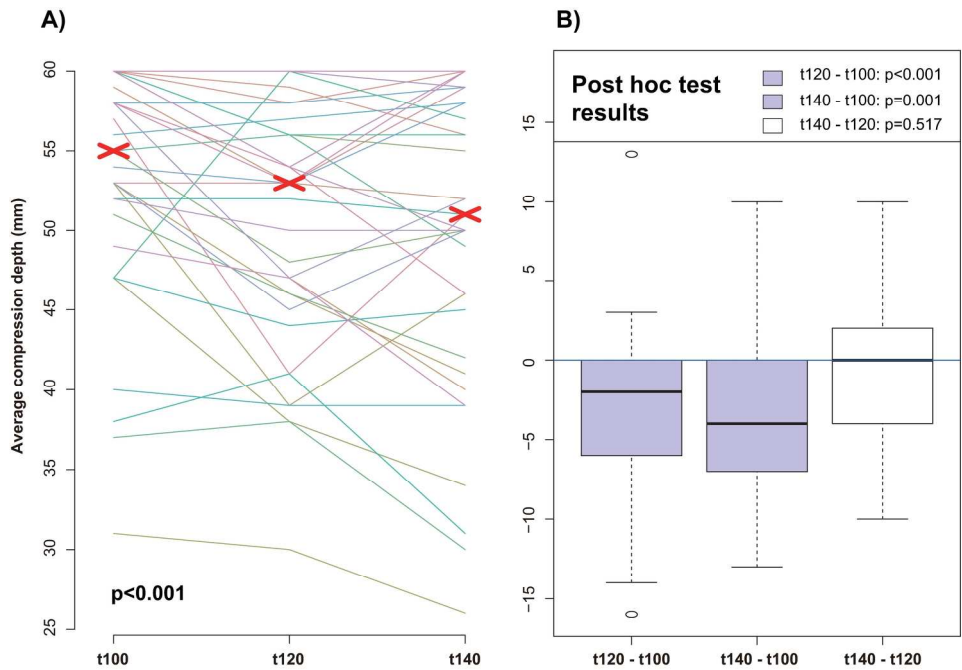 A)
Average compression depth (mm)
60
55
50
45
40
35
30
25
p<0.001
t100
t120
t140
B)
Post hoc test
results
t120 - t100: p<0.001
t140 - t100: p=0.001
t140 - t120: p=0.517
15
10
5
0
-5
-10
-15
t120 - t100
t140 - t100
t140 - t120